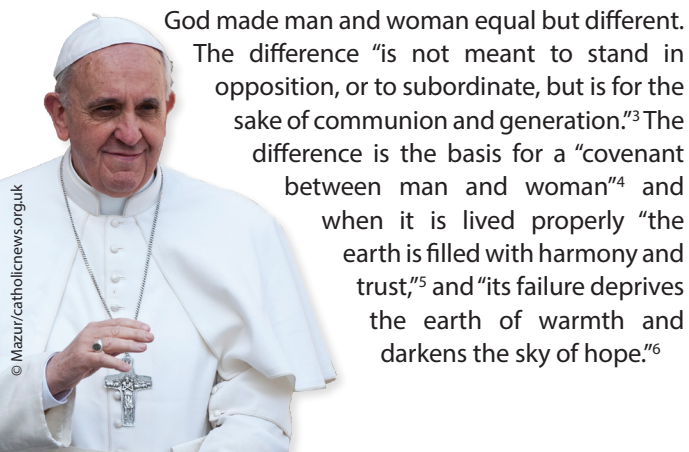 God made man and woman equal but different.
The difference “is not meant to stand in
opposition, or to subordinate, but is for the
sake of communion and generation.”³ The
difference is the basis for a “covenant
between man and woman”⁴ and
when it is lived properly “the
earth is filled with harmony and
trust,”⁵ and “its failure deprives
the earth of warmth and
darkens the sky of hope.”⁶
© Mazur/catholicnews.org.uk